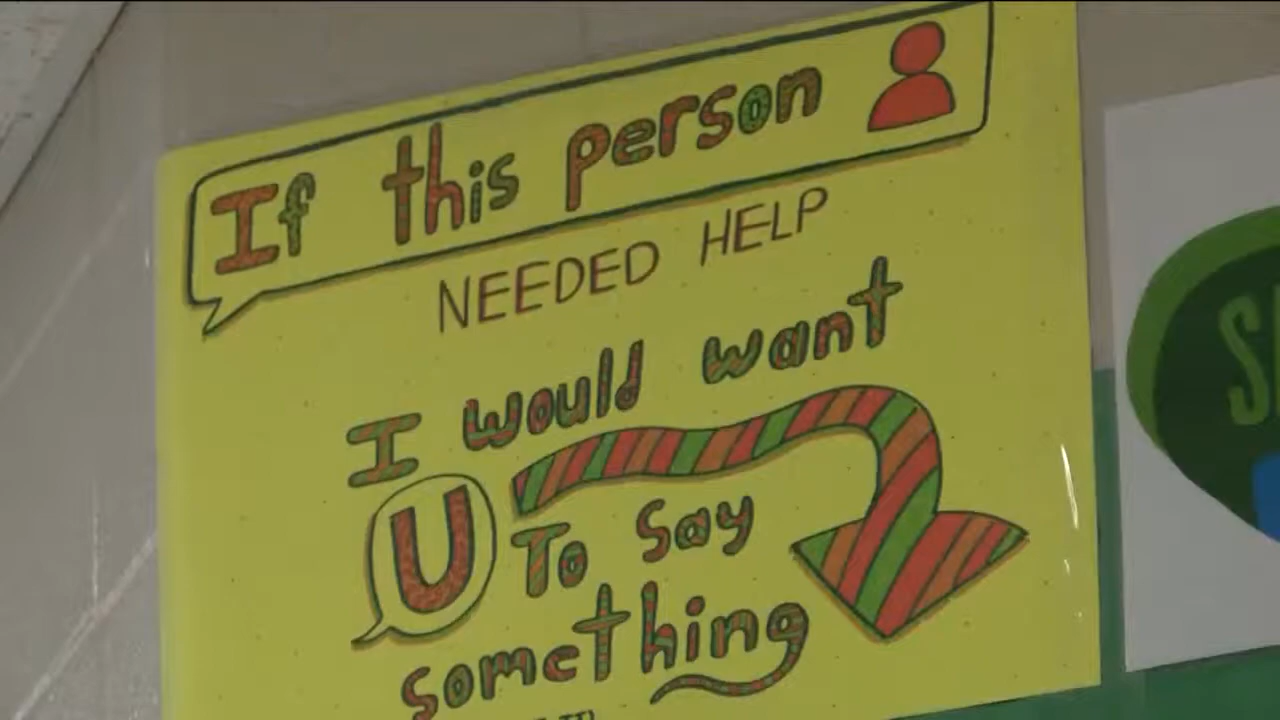 If this person
NEEDED HELP
I would want
U To Say
something